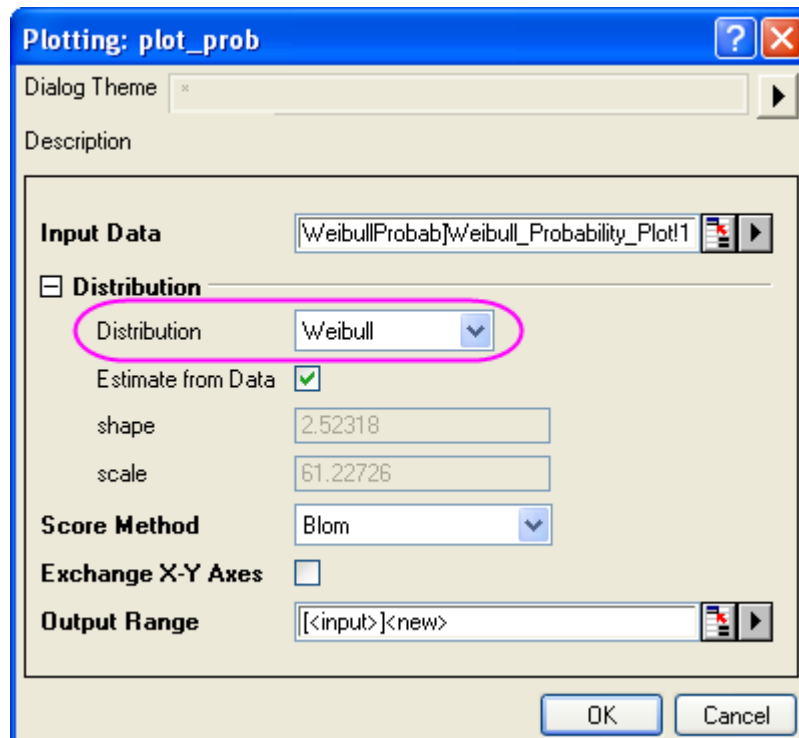 Plotting: plot_prob
Dialog Theme *
Description
Input Data WeibullProbab]Weibull_Probability_Plot!1
Distribution
Distribution Weibull
Estimate from Data
shape 2.52318
scale 61.22726
Score Method Blom
Exchange X-Y Axes
Output Range [<input>]<new>
OK Cancel